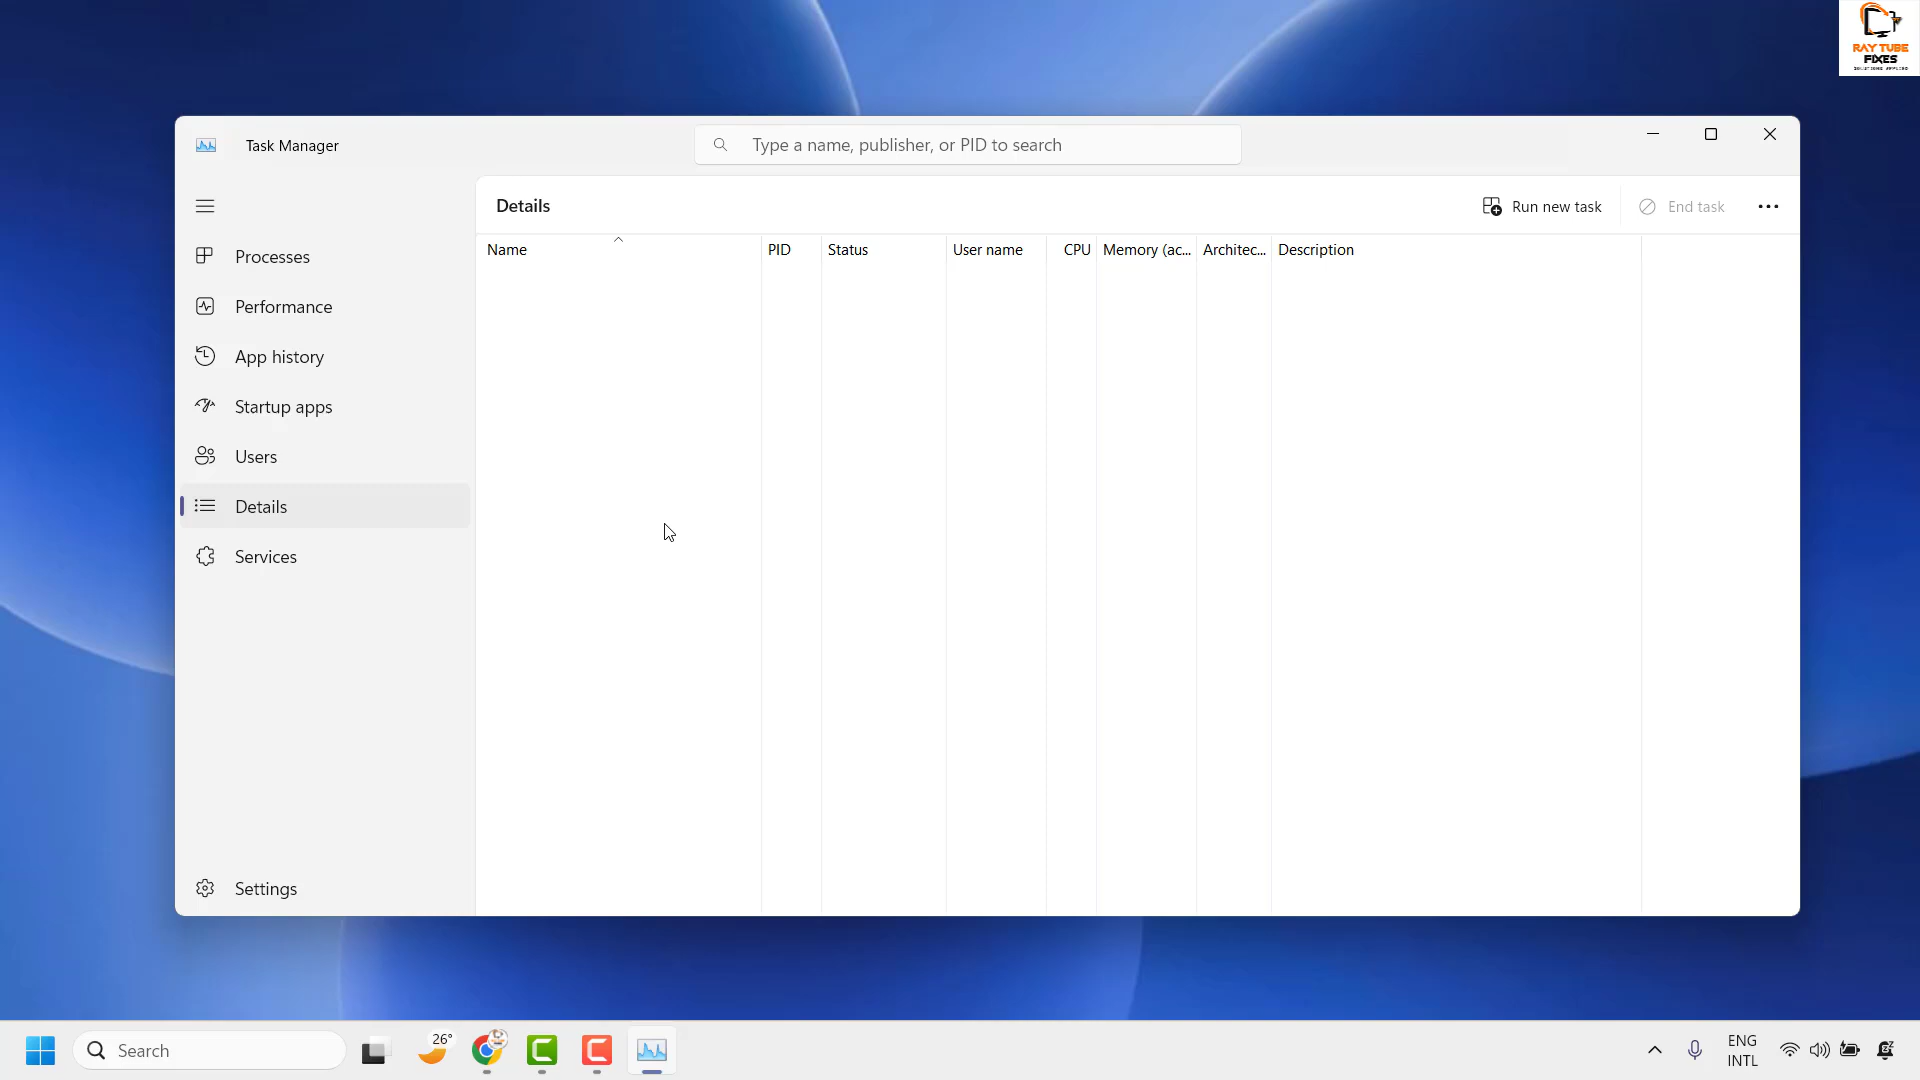 RAY TUBE
FIXES
SOLUTIONS APPLIED
Task Manager
Type a name, publisher, or PID to search
Details
Run new task
End task
Name
PID
Status
User name
CPU
Memory (ac...
Architec...
Description
Processes
Performance
App history
Startup apps
Users
Details
Services
Settings
Search
26°
ENG
INTL